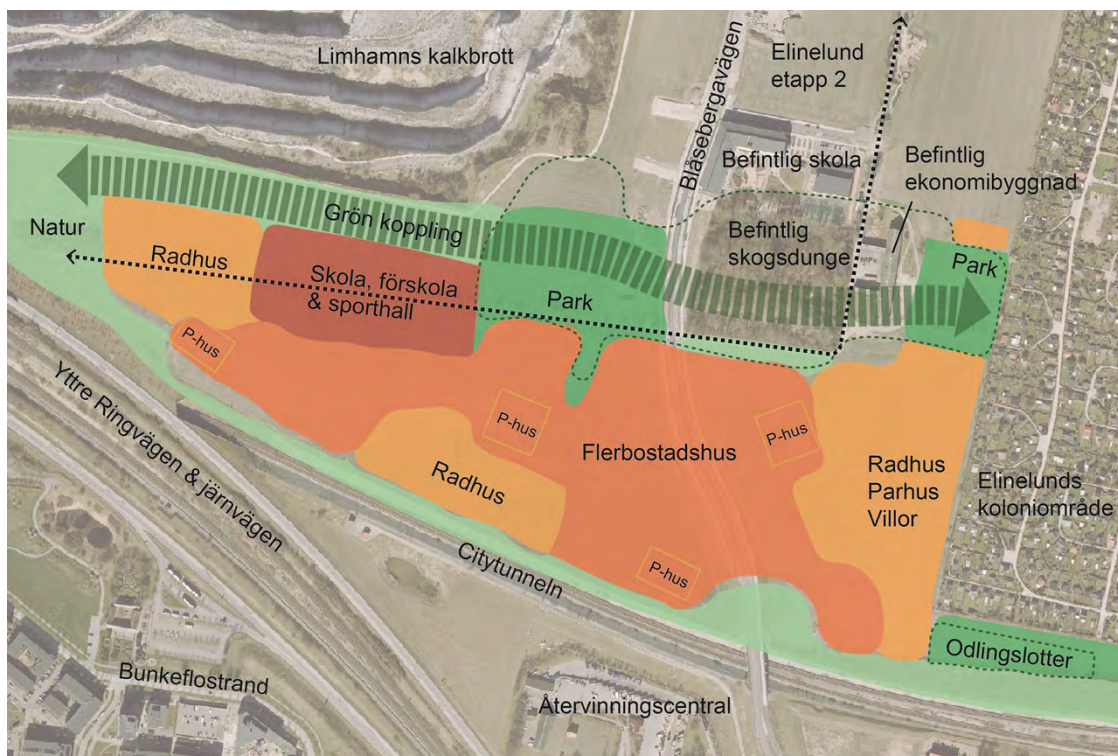 Limhamns kalkbrott
Blåsebergavägen
Elinelund
etapp 2
Befintlig skola
Befintlig
ekonomibyggnad
Grön koppling
Natur
Radhus
Skola, förskola
& sporthall
Park
Befintlig
skogsdunge
Park
P-hus
P-hus
P-hus
Flerbostadshus
Radhus
Radhus
Parhus
Villor
Elinelunds
koloniområde
Yttre Ringvägen & järnvägen
Citytunneln
P-hus
Odlingslotter
Bunkeflostrand
Återvinningscentral